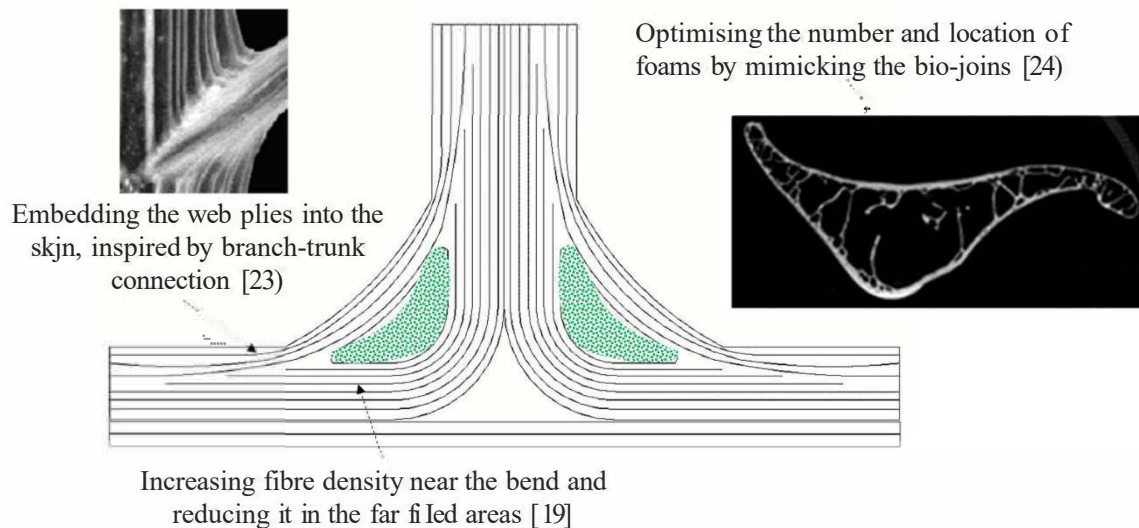 Optimising the number and location of
foams by mimicking the bio-joins [24)
Embedding the web plies into the
skjn, inspired by branch-trunk
connection [23)
Increasing fibre density near the bend and
reducing it in the far fi led areas [19]